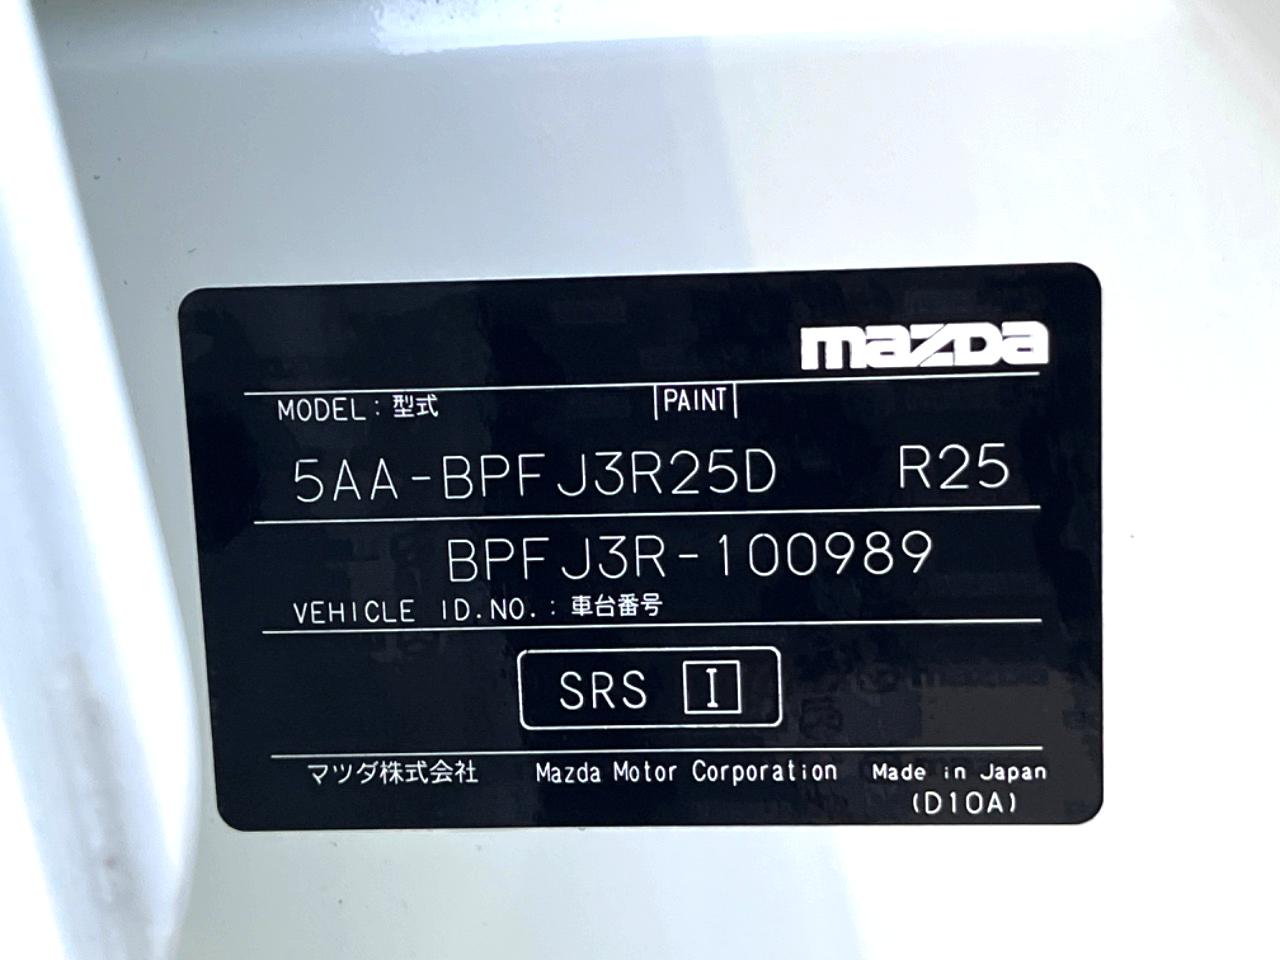 mazda
MODEL : 型式 PAINT
5AA-BPFJ3R25D R25
BPFJ3R-100989
VEHICLE ID.NO. : 車台番号
SRS I
マツダ株式会社 Mazda Motor Corporation Made in Japan
(D10A)